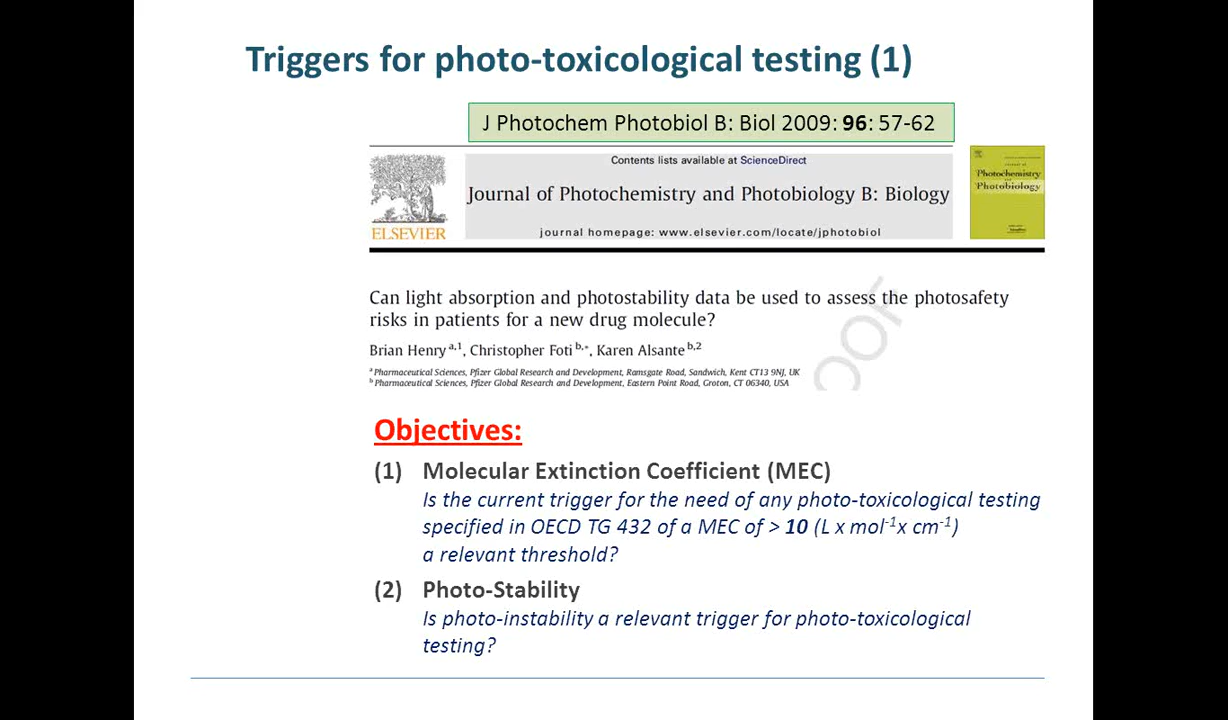 Triggers for photo-toxicological testing (1)
J Photochem Photobiol B: Biol 2009: 96: 57-62
Contents lists available at ScienceDirect
Journal of Photochemistry and Photobiology B: Biology
journal homepage: www.elsevier.com/locate/jphotobiol
ELSEVIER
Photochemistry
Photobiology
Can light absorption and photostability data be used to assess the photosafety
risks in patients for a new drug molecule?
Brian Henry a,1, Christopher Foti b,*, Karen Alsante b,2
a Pharmaceutical Sciences, Pfizer Global Research and Development, Ramsgate Road, Sandwich, Kent CT13 9NJ, UK
b Pharmaceutical Sciences, Pfizer Global Research and Development, Eastern Point Road, Groton, CT 06340, USA
OOF
Objectives:
(1) Molecular Extinction Coefficient (MEC)
Is the current trigger for the need of any photo-toxicological testing
specified in OECD TG 432 of a MEC of > 10 (L x mol-1x cm-1)
a relevant threshold?
(2) Photo-Stability
Is photo-instability a relevant trigger for photo-toxicological
testing?